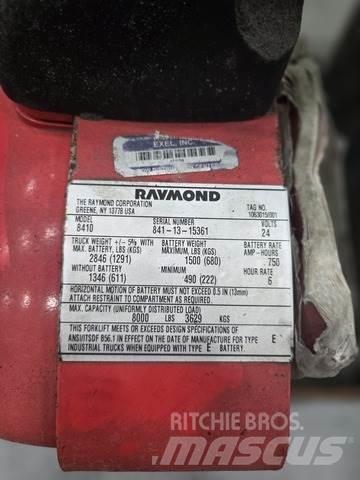 EXEL, INC.
RAYMOND
THE RAYMOND CORPORATION
GREENE, NY 13778 USA
TAG NO.
1063015/001
MODEL SERIAL NUMBER VOLTS
8410 841-13-15361 24
TRUCK WEIGHT +/- 5% WITH BATTERY WEIGHT BATTERY RATE
MAX. BATTERY, LBS (KGS) MAXIMUM, LBS (KGS) AMP-HOURS
2846 (1291) 1500 (680) 750
WITHOUT BATTERY MINIMUM HOUR RATE
1346 (611) 490 (222) 6
HORIZONTAL MOTION OF BATTERY MUST NOT EXCEED 0.5 IN (13mm)
ATTACH RESTRAINT TO COMPARTMENT AS REQUIRED.
MAX. CAPACITY (UNIFORMLY DISTRIBUTED LOAD)
8000 LBS 3629 KGS
THIS FORKLIFT MEETS OR EXCEEDS DESIGN SPECIFICATIONS OF
ANSI/ITSDF B56.1 IN EFFECT ON THE DATE OF MANUFACTURE FOR TYPE E
INDUSTRIAL TRUCKS WHEN EQUIPPED WITH A TYPE E BATTERY.
RITCHIE BROS.
MASCUS